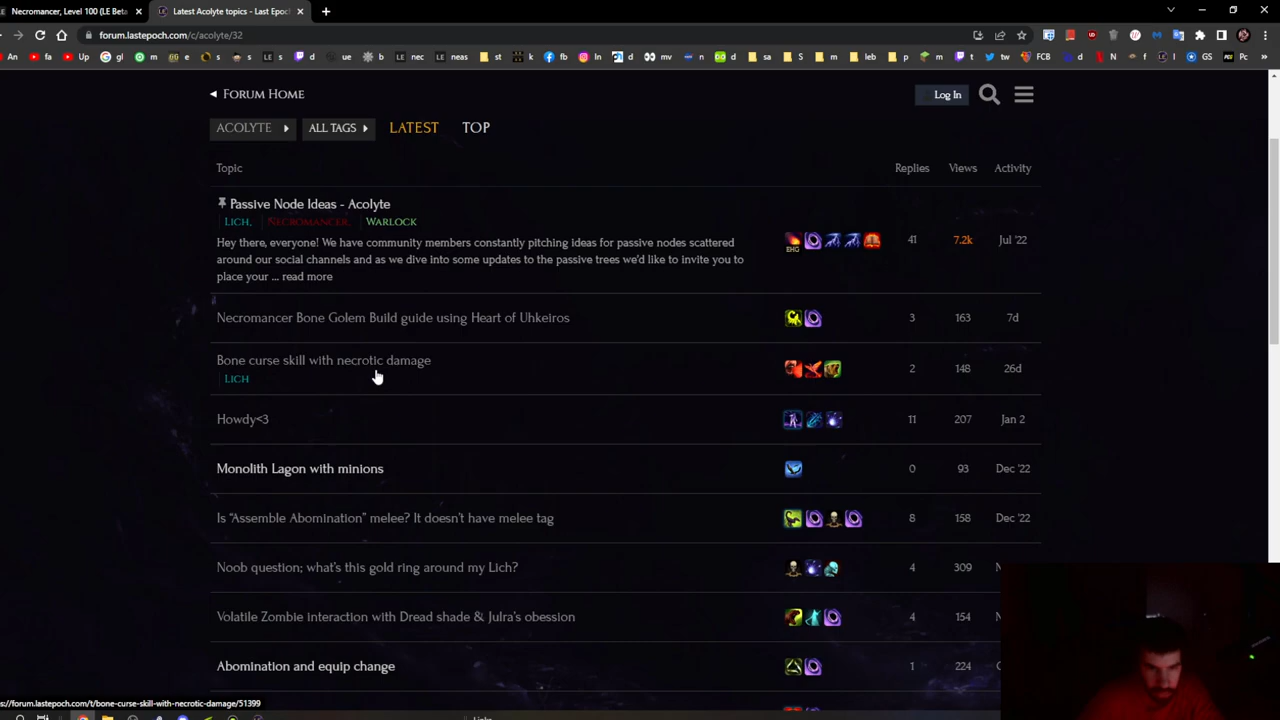 Necromancer, Level 100 (LE Beta
Latest Acolyte topics - Last Epoch
forum.lastepoch.com/c/acolyte/32
FORUM HOME
Log In
ACOLYTE
ALL TAGS
LATEST
TOP
Topic
Replies
Views
Activity
Passive Node Ideas - Acolyte
LICH,
NECROMANCER,
WARLOCK
Hey there, everyone! We have community members constantly pitching ideas for passive nodes scattered
around our social channels and as we dive into some updates to the passive trees we'd like to invite you to
place your ... read more
EHG
41
7.2k
Jul '22
Necromancer Bone Golem Build guide using Heart of Uhkeiros
3
163
7d
Bone curse skill with necrotic damage
LICH
2
148
26d
Howdy<3
11
207
Jan 2
Monolith Lagon with minions
0
93
Dec '22
Is “Assemble Abomination” melee? It doesn't have melee tag
8
158
Dec '22
Noob question; what's this gold ring around my Lich?
4
309
Volatile Zombie interaction with Dread shade & Julra's obession
4
154
Abomination and equip change
1
224
s://forum.lastepoch.com/t/bone-curse-skill-with-necrotic-damage/51399